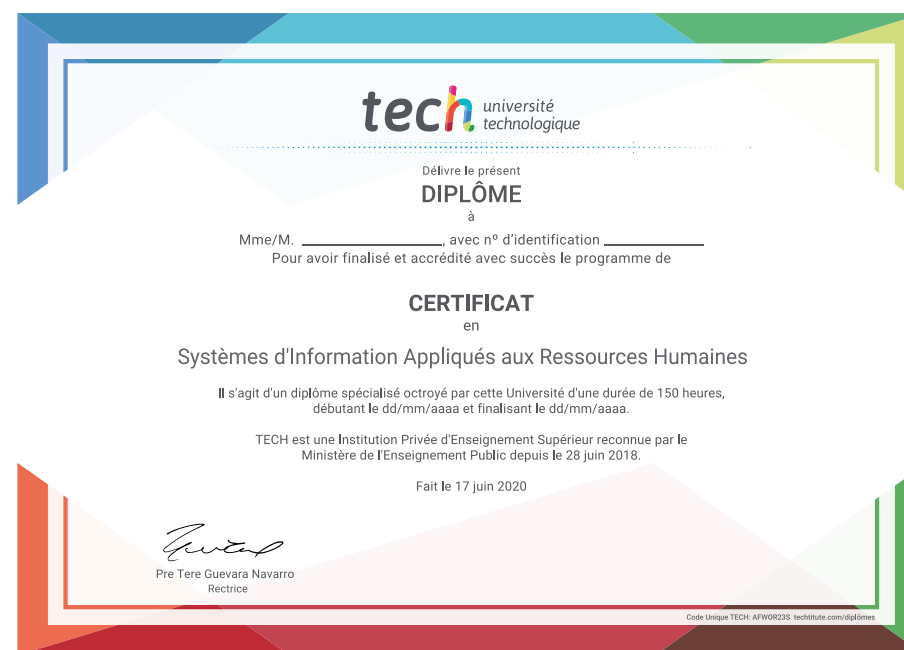 tech université
technologique
Délivre le présent
DIPLÔME
à
Mme/M. ____________________, avec nº d'identification ______________
Pour avoir finalisé et accrédité avec succès le programme de
CERTIFICAT
en
Systèmes d'Information Appliqués aux Ressources Humaines
Il s'agit d'un diplôme spécialisé octroyé par cette Université d'une durée de 150 heures,
débutant le dd/mm/aaaa et finalisant le dd/mm/aaaa.
TECH est une Institution Privée d'Enseignement Supérieur reconnue par le
Ministère de l'Enseignement Public depuis le 28 juin 2018.
Fait le 17 juin 2020
Pre Tere Guevara Navarro
Rectrice
Code Unique TECH: AFWOR23S techtitute.com/diplômes